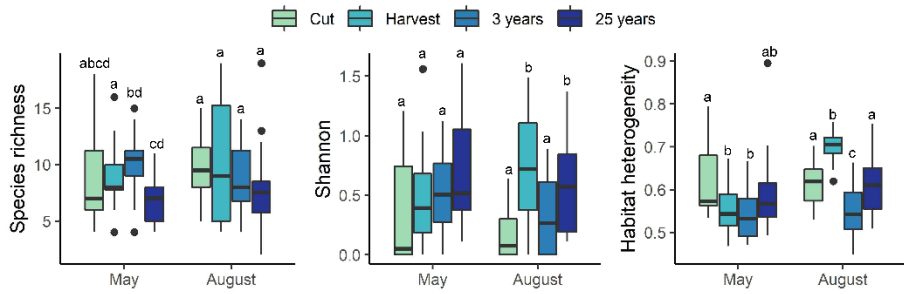 Cut Harvest 3 years 25 years
Species richness
15
10
5
abcd a bd cd a a a a
May August
Shannon
1.5
1.0
0.5
0.0
a a a a a b a b
May August
Habitat heterogeneity
0.9
0.8
0.7
0.6
0.5
a b b ab a b c a
May August